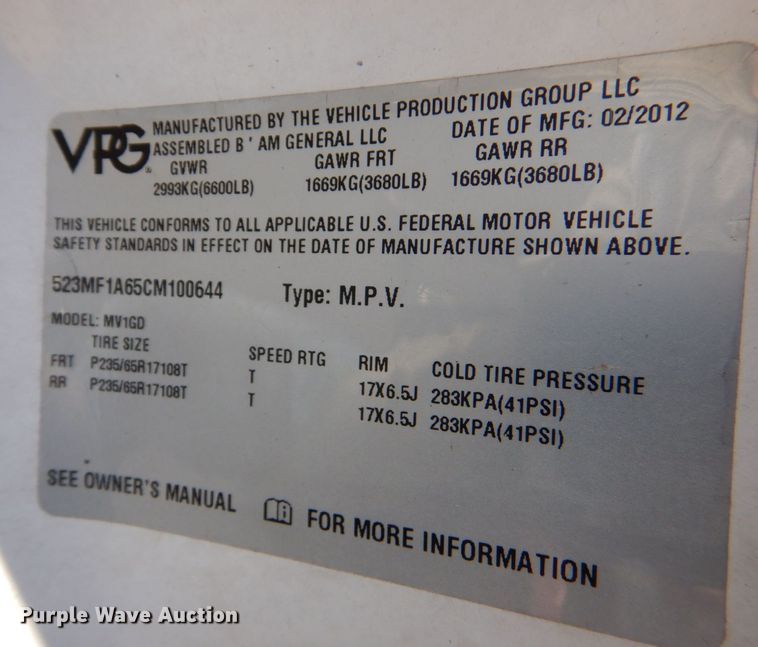 VPG
MANUFACTURED BY THE VEHICLE PRODUCTION GROUP LLC
ASSEMBLED B ' AM GENERAL LLC DATE OF MFG: 02/2012
GVWR GAWR FRT GAWR RR
2993KG(6600LB) 1669KG(3680LB) 1669KG(3680LB)
THIS VEHICLE CONFORMS TO ALL APPLICABLE U.S. FEDERAL MOTOR VEHICLE
SAFETY STANDARDS IN EFFECT ON THE DATE OF MANUFACTURE SHOWN ABOVE.
523MF1A65CM100644 Type: M.P.V.
MODEL: MV1GD
TIRE SIZE SPEED RTG RIM COLD TIRE PRESSURE
FRT P235/65R17108T T 17X6.5J 283KPA(41PSI)
RR P235/65R17108T T 17X6.5J 283KPA(41PSI)
SEE OWNER'S MANUAL FOR MORE INFORMATION
Purple Wave Auction